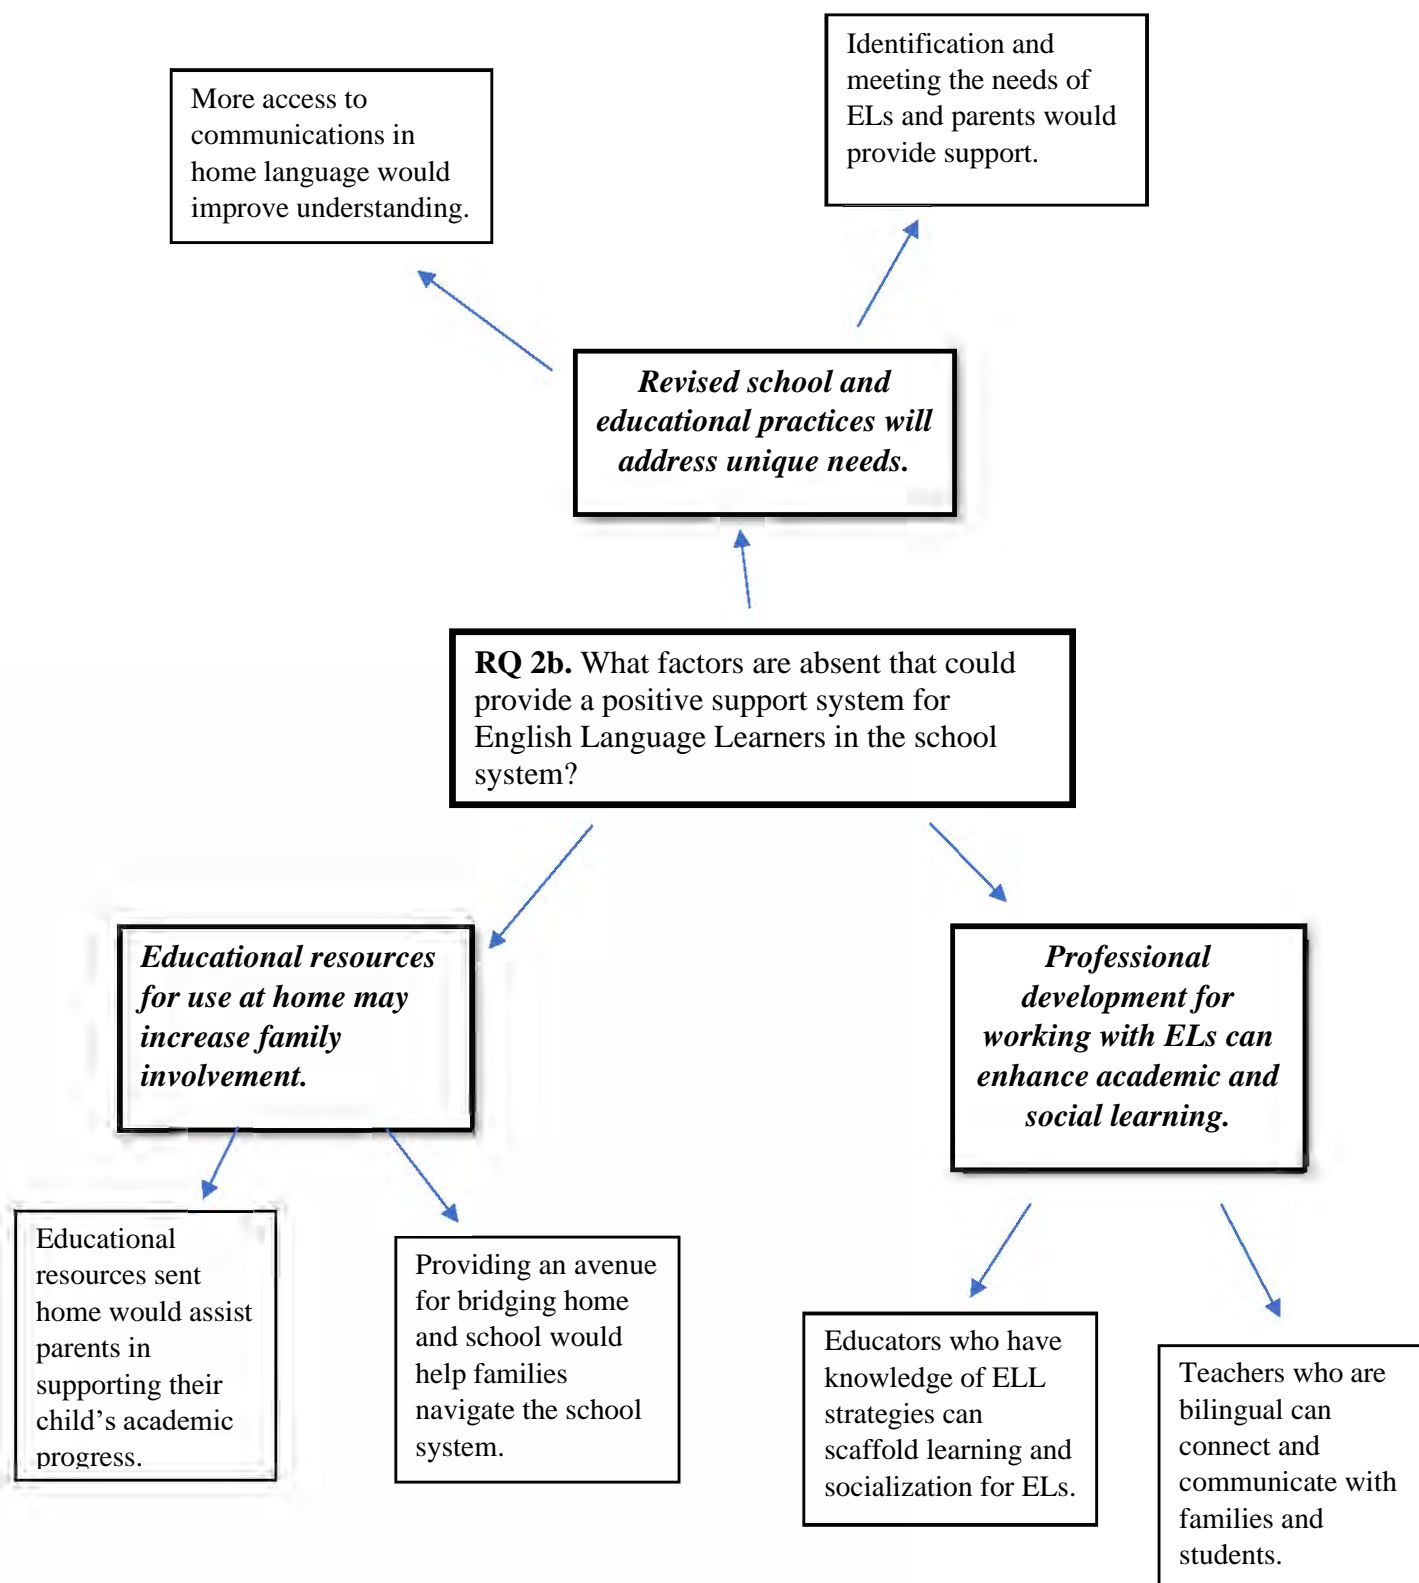 Identification and
meeting the needs of
ELs and parents would
provide support.
More access to
communications in
home language would
improve understanding.
Revised school and
educational practices will
address unique needs.
RQ 2b. What factors are absent that could
provide a positive support system for
English Language Learners in the school
system?
Educational resources
for use at home may
increase family
involvement.
Professional
development for
working with ELs can
enhance academic and
social learning.
Educational
resources sent
home would assist
parents in
supporting their
child’s academic
progress.
Providing an avenue
for bridging home
and school would
help families
navigate the school
system.
Educators who have
knowledge of ELL
strategies can
scaffold learning and
socialization for ELs.
Teachers who are
bilingual can
connect and
communicate with
families and
students.